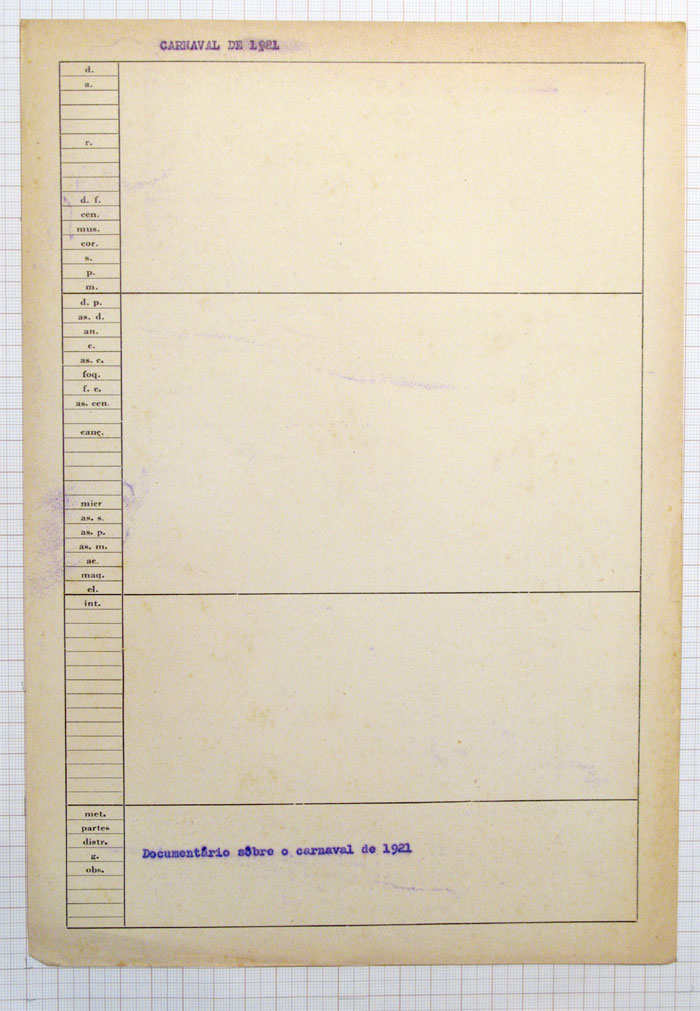 CARNAVAL DE 1921
d.
a.
r.
d. f.
cen.
mus.
cor.
s.
p.
m.
d. p.
as. d.
an.
c.
as. c.
foq.
f. c.
as. cen.
canç.
micr
as. s.
as. p.
as. m.
ac.
maq.
el.
int.
met.
partes
distr.
g. Documentário sôbre o carnaval de 1921
obs.